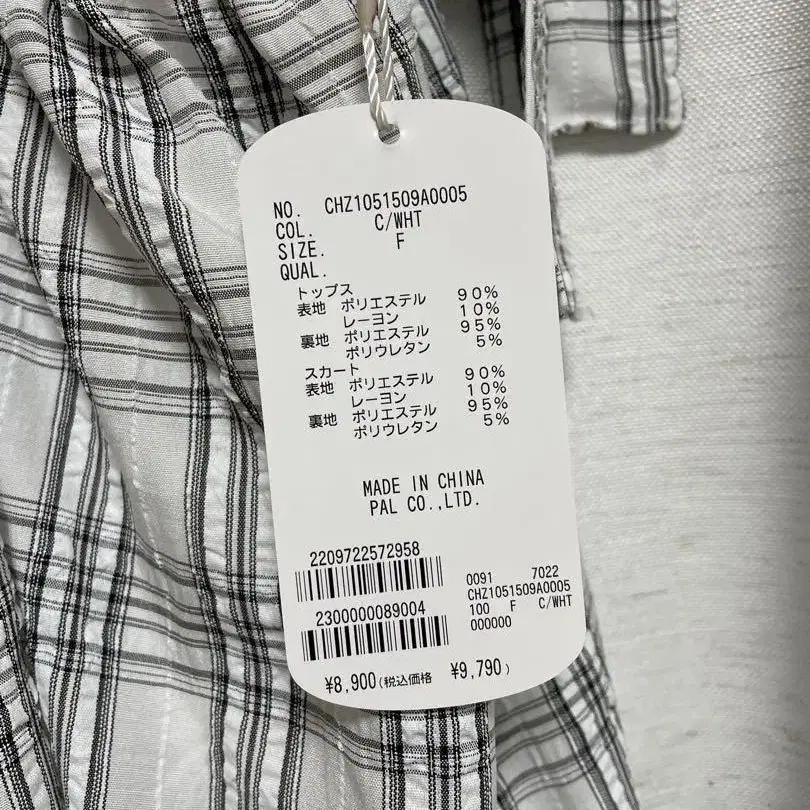 NO. CHZ1051509A0005
COL. C/WHT
SIZE. F
QUAL.
トップス
表地 ポリエステル 90%
レーヨン 10%
裏地 ポリエステル 95%
ポリウレタン 5%
スカート
表地 ポリエステル 90%
レーヨン 10%
裏地 ポリエステル 95%
ポリウレタン 5%
MADE IN CHINA
PAL CO.,LTD.
2209722572958
2300000089004
0091 7022
CHZ1051509A0005
100 F C/WHT
000000
¥8,900(税込価格 ¥9,790)